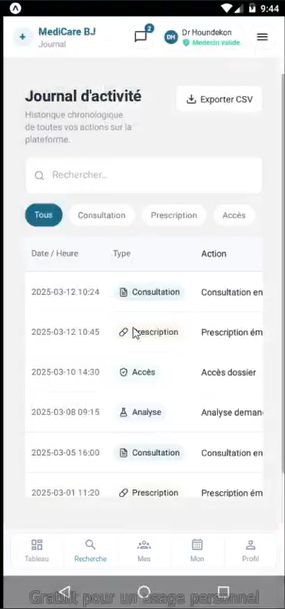 9:44
MediCare BJ
Journal
2
DH
Dr Houndekon
Médecin validé
Journal d'activité
Exporter CSV
Historique chronologique
de toutes vos actions sur la
plateforme.
Rechercher...
Tous
Consultation
Prescription
Accès
Date / Heure
Type
Action
2025-03-12 10:24
Consultation
Consultation en
2025-03-12 10:45
Prescription
Prescription ém
2025-03-10 14:30
Accès
Accès dossier
2025-03-08 09:15
Analyse
Analyse deman
2025-03-05 16:00
Consultation
Consultation en
2025-03-01 11:20
Prescription
Prescription ém
Tableau
Recherche
Mes
Mon
Profil
Gratuit pour un usage personnel